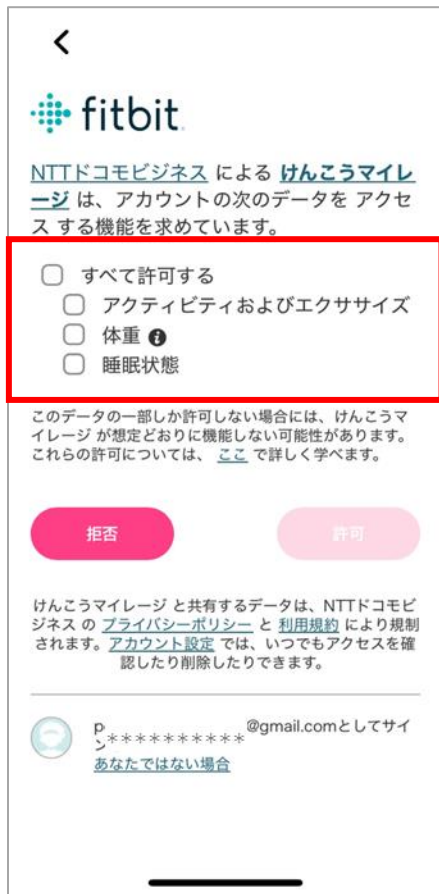 fitbit
NTTドコモビジネス による けんこうマイレ
ージ は、アカウントの次のデータを アクセ
ス する機能を求めています。
すべて許可する
アクティビティおよびエクササイズ
体重
睡眠状態
このデータの一部しか許可しない場合には、けんこうマ
イレージ が想定どおりに機能しない可能性があります。
これらの許可については、 ここ で詳しく学べます。
拒否
許可
けんこうマイレージ と共有するデータは、NTTドコモビ
ジネス の プライバシーポリシー と 利用規約 により規制
されます。アカウント設定 では、いつでもアクセスを確
認したり削除したりできます。
p**********@gmail.comとしてサイ
ン
あなたではない場合